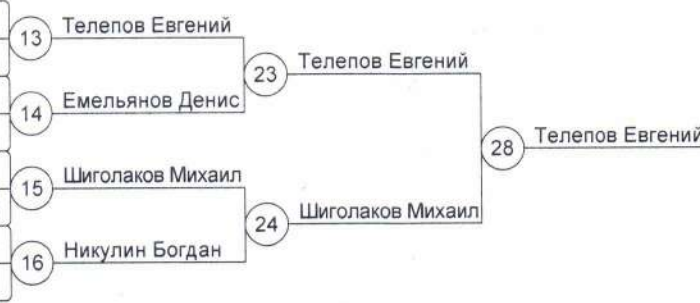 13 Телепов Евгений
23 Телепов Евгений
14 Емельянов Денис
28 Телепов Евгений
15 Шиголаков Михаил
24 Шиголаков Михаил
16 Никулин Богдан